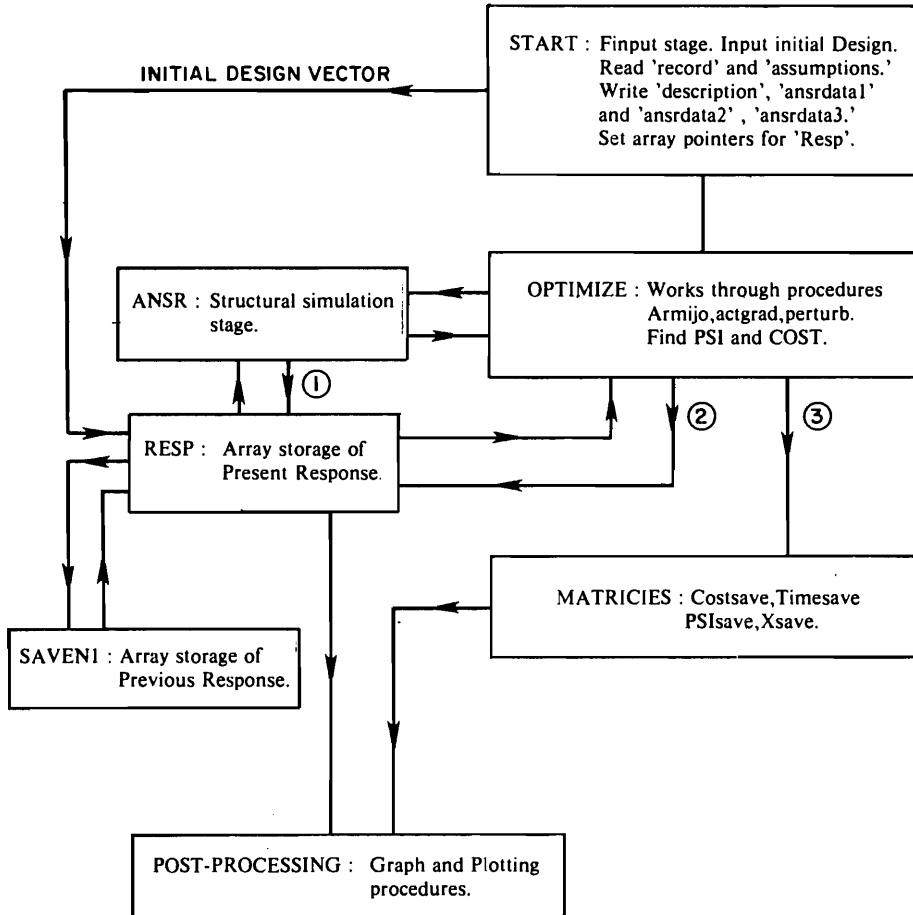 START : Finput stage. Input initial Design.
Read 'record' and 'assumptions.'
Write 'description', 'ansrdata1'
and 'ansrdata2' , 'ansrdata3.'
Set array pointers for 'Resp'.
INITIAL DESIGN VECTOR
ANSR : Structural simulation
stage.
OPTIMIZE : Works through procedures
Armijo,actgrad,perturb.
Find PSI and COST.
1
2
3
RESP : Array storage of
Present Response.
MATRICIES : Costsave,Timesave
PSIsave,Xsave.
SAVEN1 : Array storage of
Previous Response.
POST-PROCESSING : Graph and Plotting
procedures.